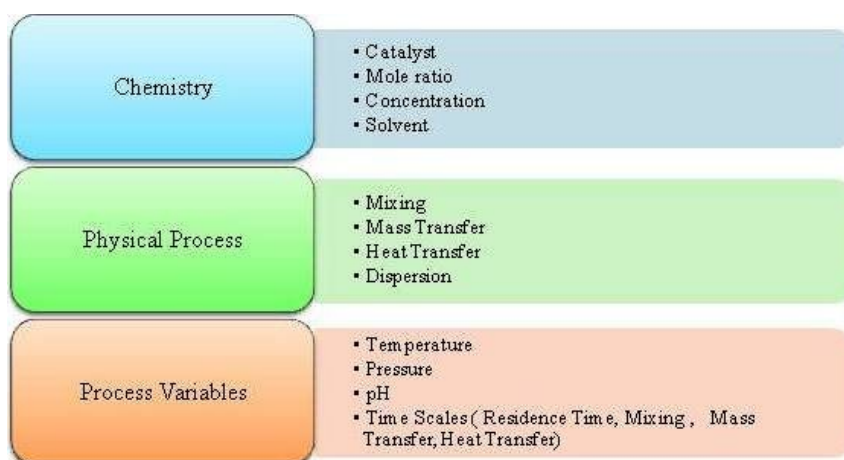 Chemistry
• Catalyst
• Mole ratio
• Concentration
• Solvent
Physical Process
• Mixing
• Mass Transfer
• Heat Transfer
• Dispersion
Process Variables
• Temperature
• Pressure
• pH
• Time Scales ( Residence Time, Mixing , Mass
Transfer, Heat Transfer)